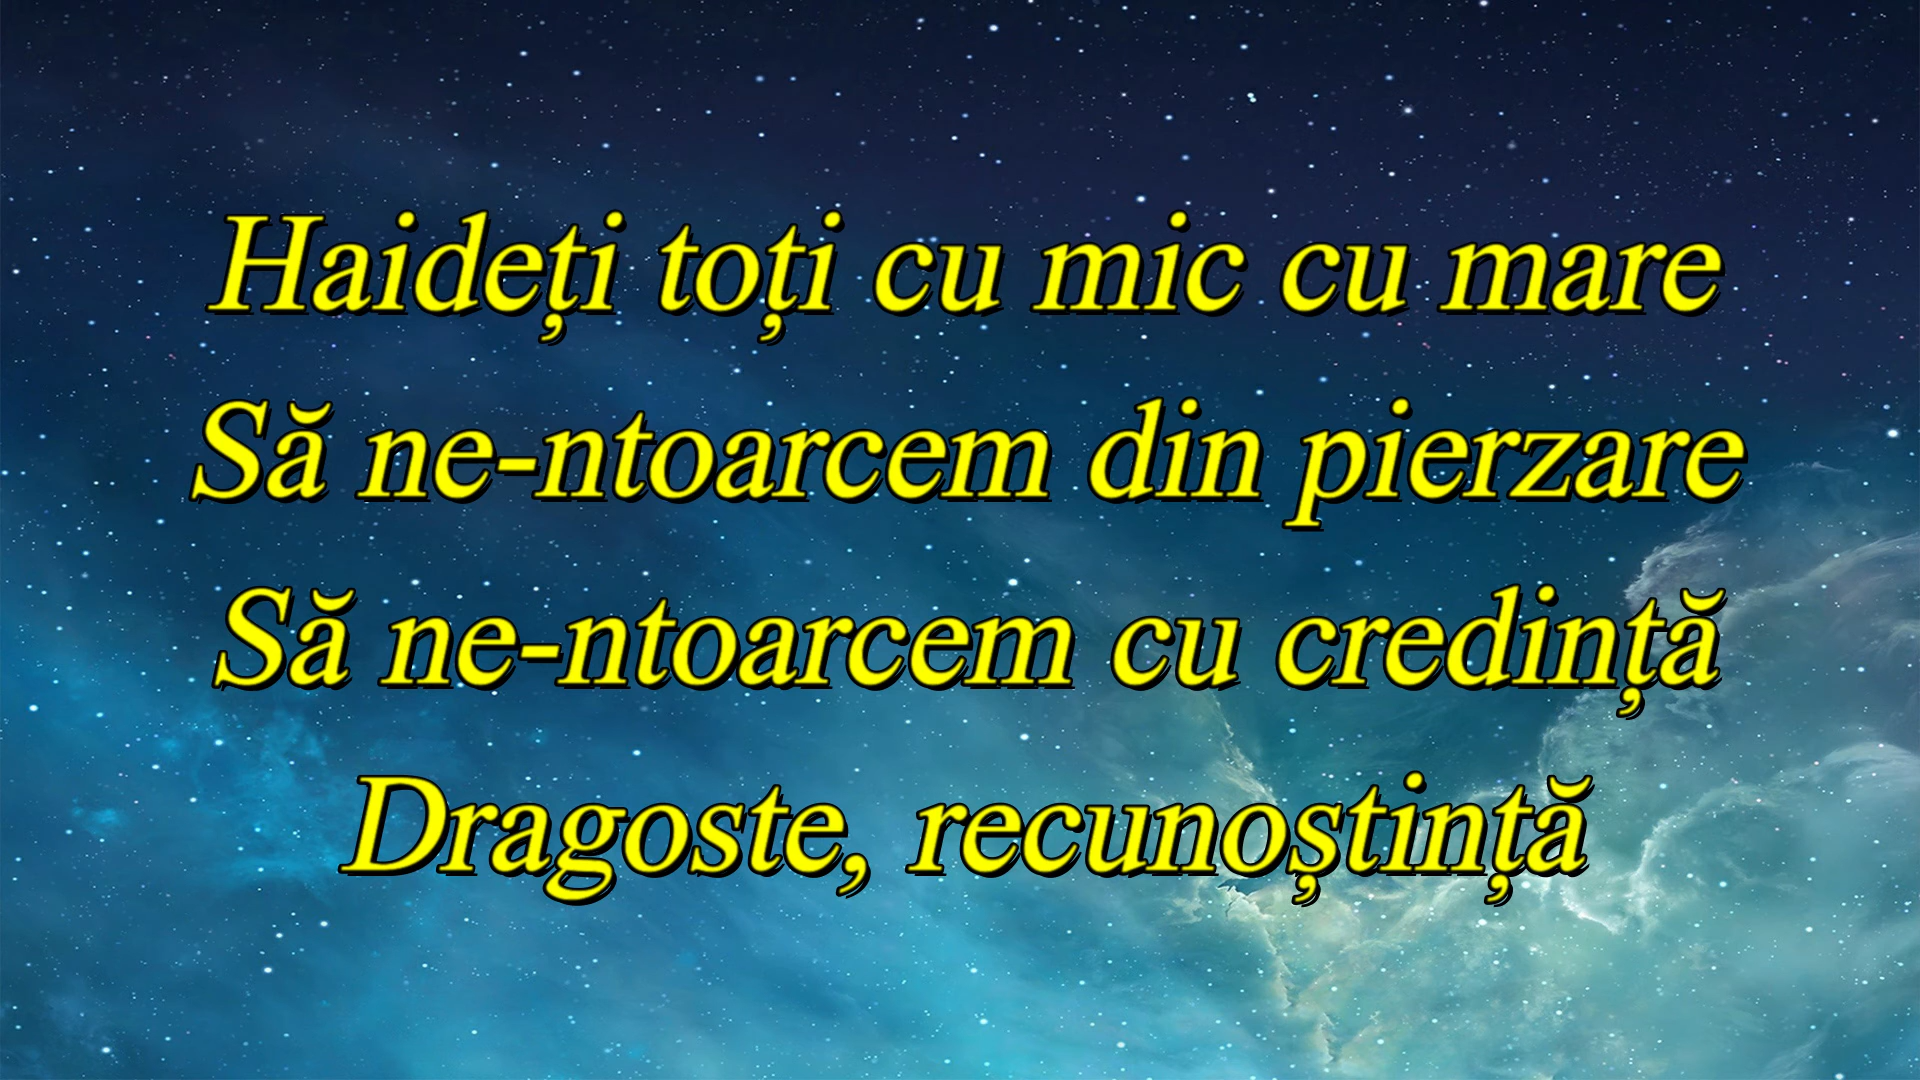 Haideți toți cu mic cu mare
Să ne-ntoarcem din pierzare
Să ne-ntoarcem cu credință
Dragoste, recunoștință